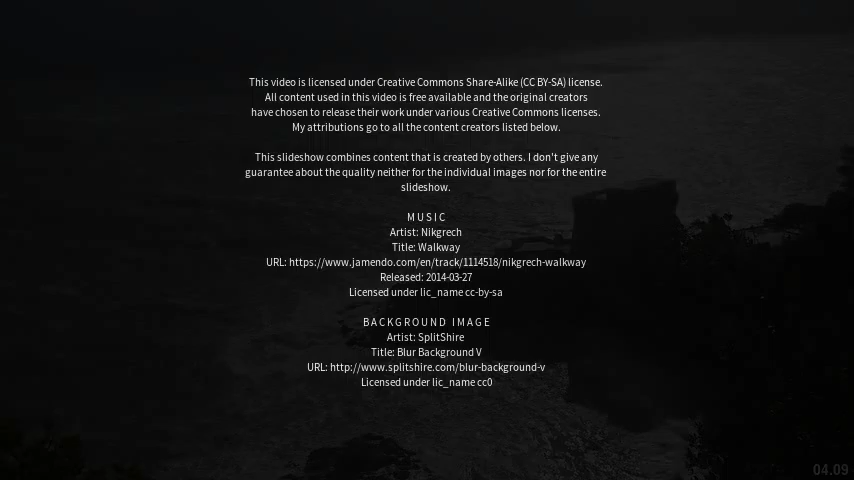 This video is licensed under Creative Commons Share-Alike (CC BY-SA) license.
All content used in this video is free available and the original creators
have chosen to release their work under various Creative Commons licenses.
My attributions go to all the content creators listed below.
This slideshow combines content that is created by others. I don't give any
guarantee about the quality neither for the individual images nor for the entire
slideshow.
MUSIC
Artist: Nikgrech
Title: Walkway
URL: https://www.jamendo.com/en/track/1114518/nikgrech-walkway
Released: 2014-03-27
Licensed under lic_name cc-by-sa
BACKGROUND IMAGE
Artist: SplitShire
Title: Blur Background V
URL: http://www.splitshire.com/blur-background-v
Licensed under lic_name cc0
04.09